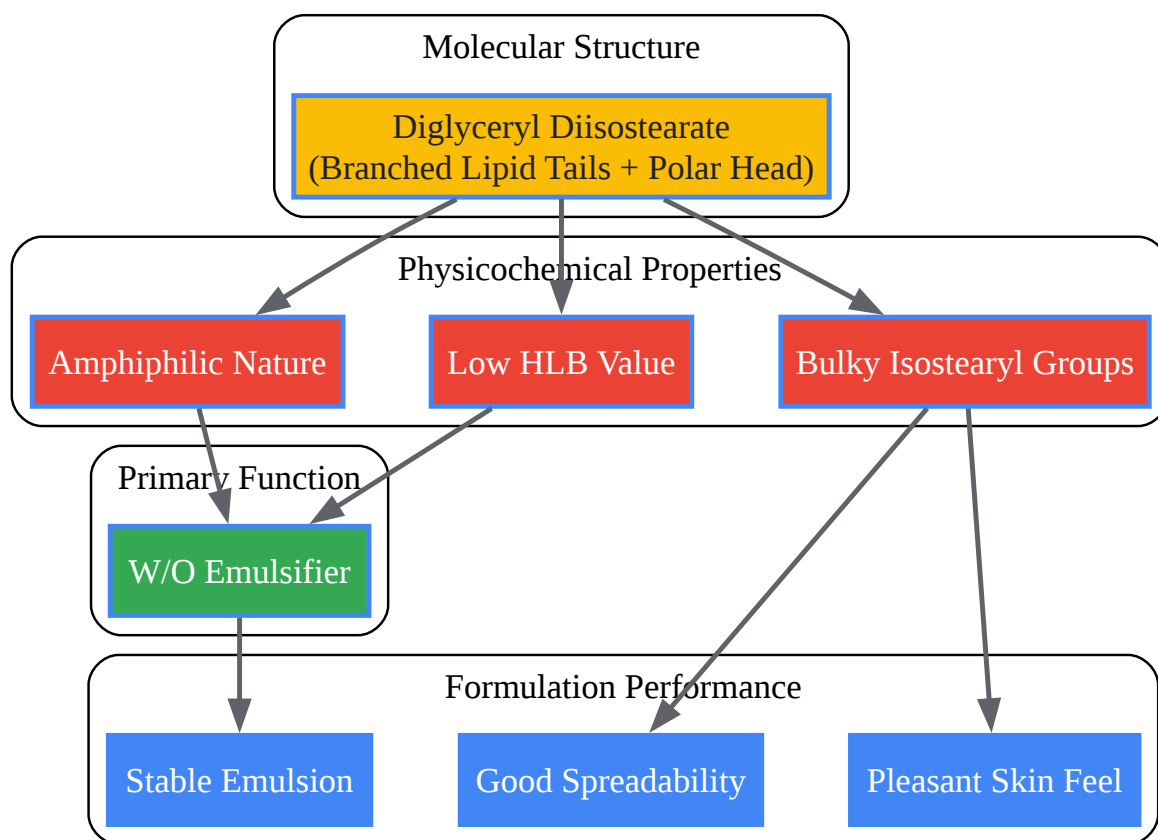 Molecular Structure
Diglyceryl Diisostearate
(Branched Lipid Tails + Polar Head)
Physicochemical Properties
Amphiphilic Nature
Low HLB Value
Bulky Isostearyl Groups
Primary Function
W/O Emulsifier
Formulation Performance
Stable Emulsion
Good Spreadability
Pleasant Skin Feel